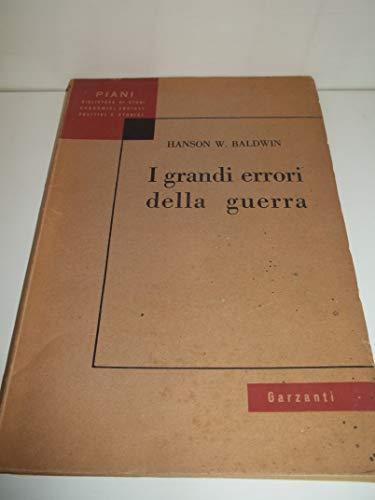 PIANI
BIBLIOTECA DI STUDI
ECONOMICI SOCIALI
POLITICI E STORICI
HANSON W. BALDWIN
I grandi errori
della guerra
Garzanti